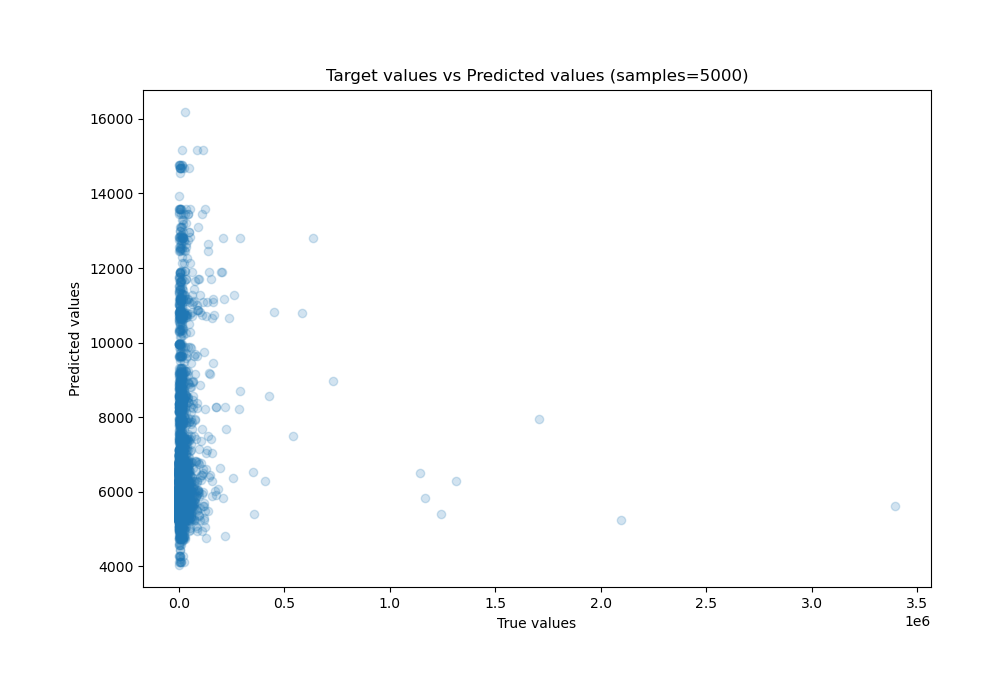 Target values vs Predicted values (samples=5000)
16000
14000
12000
10000
8000
6000
4000
Predicted values
0.0 0.5 1.0 1.5 2.0 2.5 3.0 3.5
1e6
True values